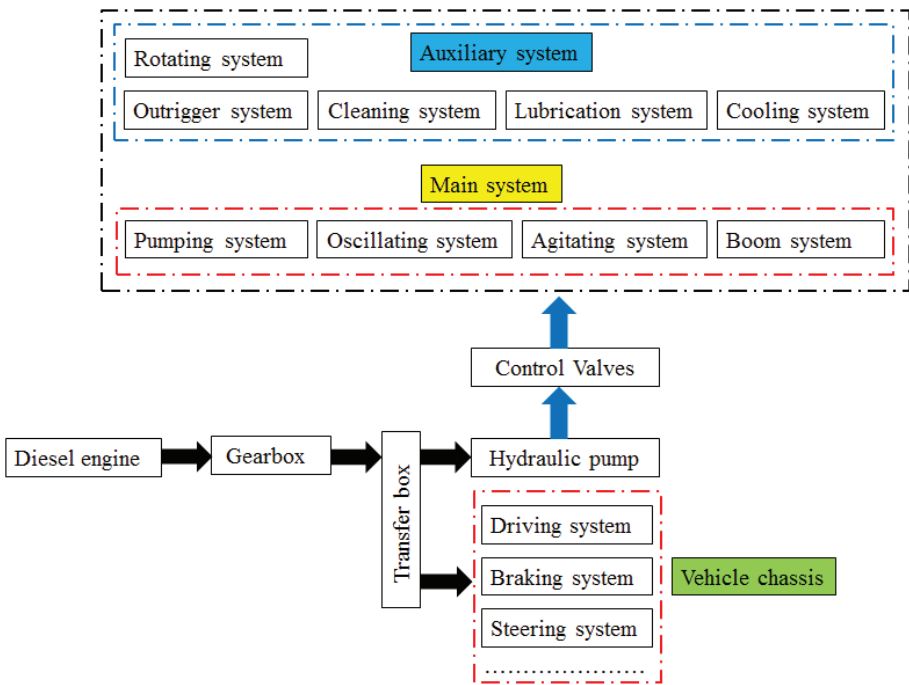 Auxiliary system
Rotating system
Outrigger system
Cleaning system
Lubrication system
Cooling system
Main system
Pumping system
Oscillating system
Agitating system
Boom system
Control Valves
Diesel engine
Gearbox
Transfer box
Hydraulic pump
Driving system
Braking system
Steering system
Vehicle chassis